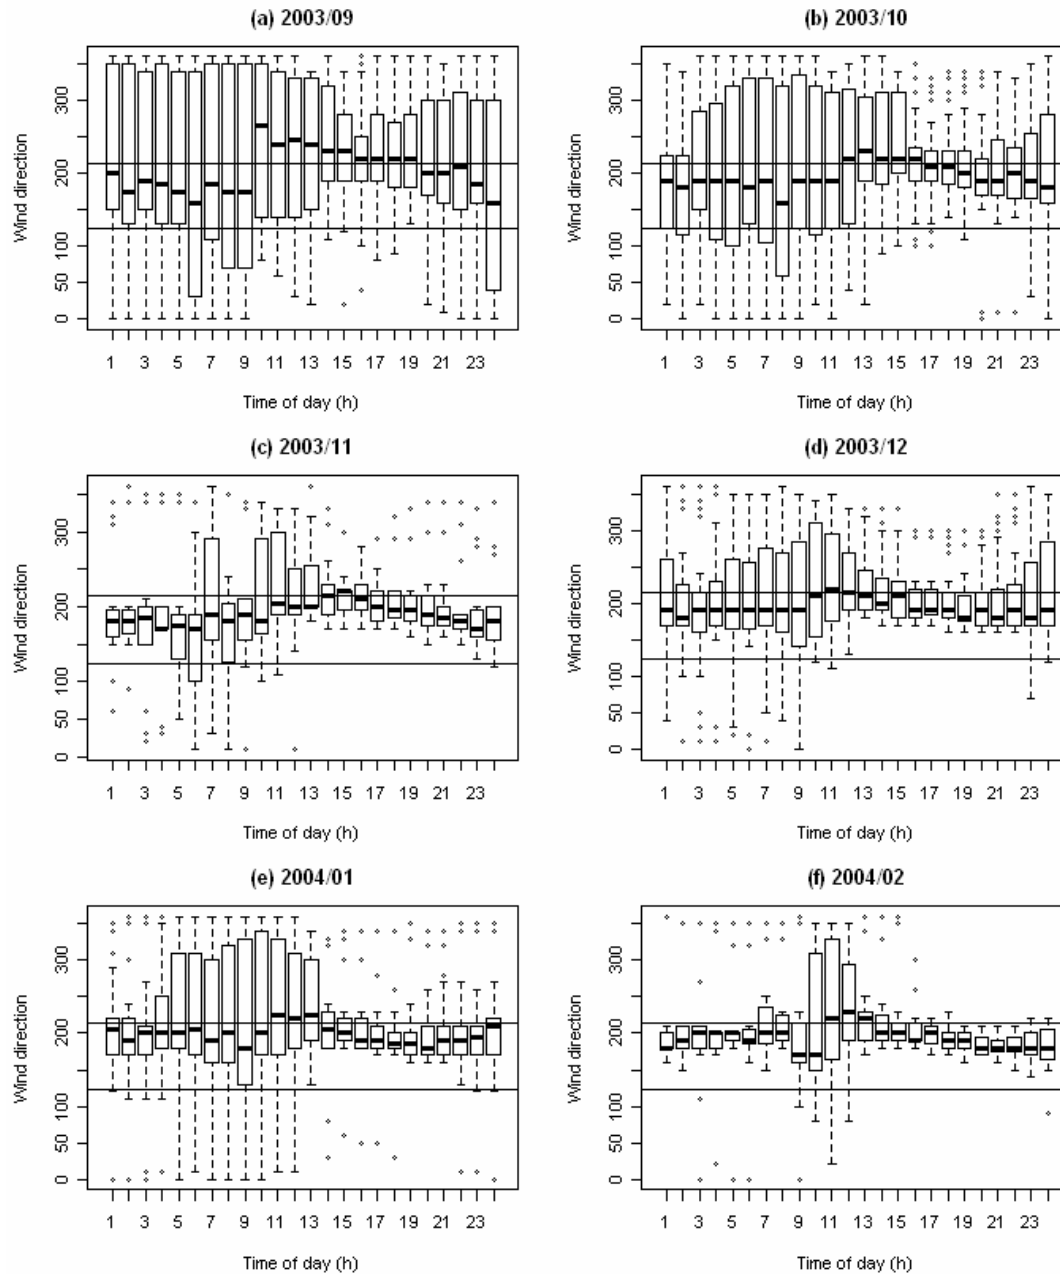 (a) 2003/09
(b) 2003/10
Wind direction
0 50 100 200 300
1 3 5 7 9 11 13 15 17 19 21 23
Time of day (h)
Wind direction
0 50 100 200 300
1 3 5 7 9 11 13 15 17 19 21 23
Time of day (h)
(c) 2003/11
(d) 2003/12
Wind direction
0 50 100 200 300
1 3 5 7 9 11 13 15 17 19 21 23
Time of day (h)
Wind direction
0 50 100 200 300
1 3 5 7 9 11 13 15 17 19 21 23
Time of day (h)
(e) 2004/01
(f) 2004/02
Wind direction
0 50 100 200 300
1 3 5 7 9 11 13 15 17 19 21 23
Time of day (h)
Wind direction
0 50 100 200 300
1 3 5 7 9 11 13 15 17 19 21 23
Time of day (h)